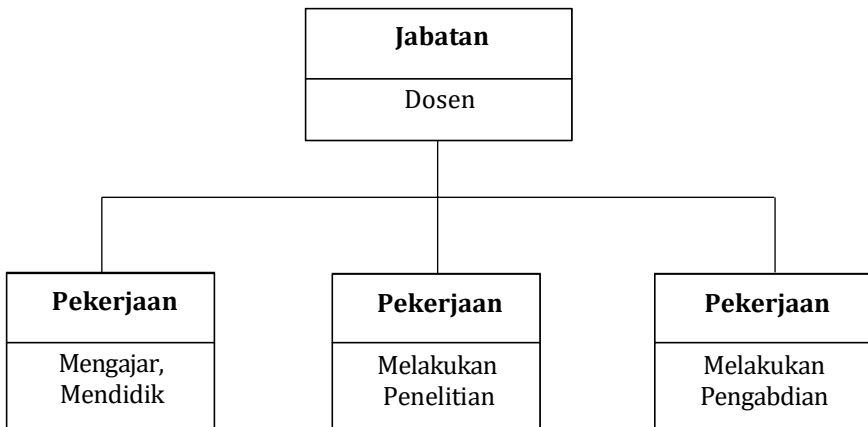 Jabatan
Dosen
Pekerjaan
Mengajar,
Mendidik
Pekerjaan
Melakukan
Penelitian
Pekerjaan
Melakukan
Pengabdian